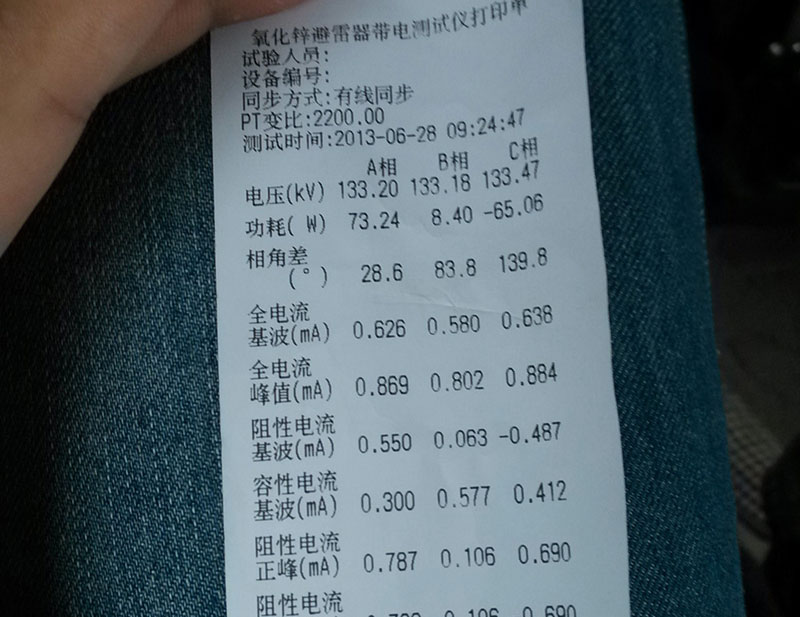 氧化锌避雷器带电测试仪打印单
试验人员:
设备编号:
同步方式:有线同步
PT变比:2200.00
测试时间:2013-06-28 09:24:47
A相 B相 C相
电压(kV) 133.20 133.18 133.47
功耗( W) 73.24 8.40 -65.06
相角差
(°) 28.6 83.8 139.8
全电流
基波(mA) 0.626 0.580 0.638
全电流
峰值(mA) 0.869 0.802 0.884
阻性电流
基波(mA) 0.550 0.063 -0.487
容性电流
基波(mA) 0.300 0.577 0.412
阻性电流
正峰(mA) 0.787 0.106 0.690
阻性电流
0.106 0.690